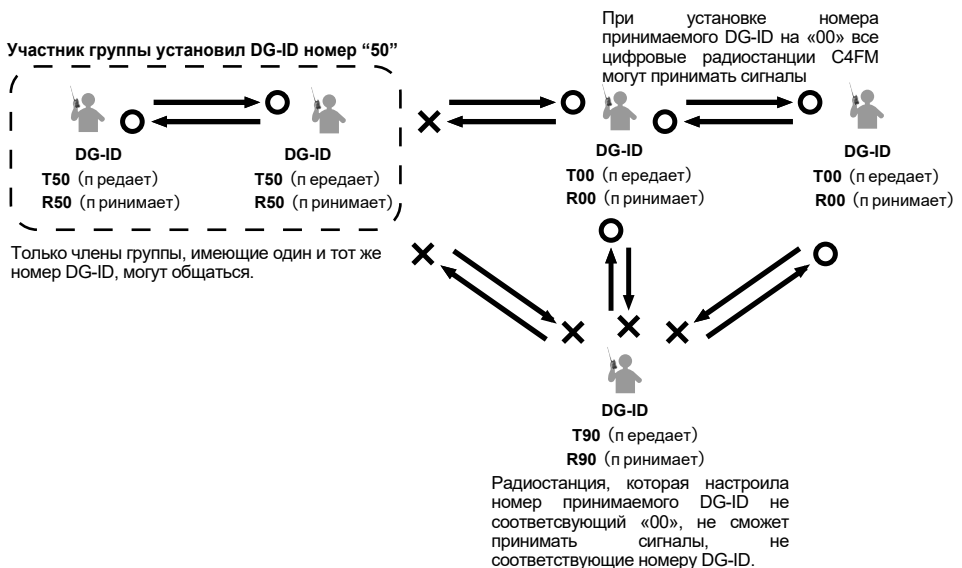 При установке номера
принимаемого DG-ID на «00» все
цифровые радиостанции C4FM
могут принимать сигналы
Участник группы установил DG-ID номер “50”
DG-ID
T50 (п редает)
R50 (п ринимает)
DG-ID
T50 (п ередает)
R50 (п ринимает)
DG-ID
T00 (п ередает)
R00 (п ринимает)
DG-ID
T00 (п ередает)
R00 (п ринимает)
Только члены группы, имеющие один и тот же
номер DG-ID, могут общаться.
DG-ID
T90 (п ередает)
R90 (п ринимает)
Радиостанция, которая настроила
номер принимаемого DG-ID не
соответсвующий «00», не сможет
принимать сигналы, не
соответствующие номеру DG-ID.